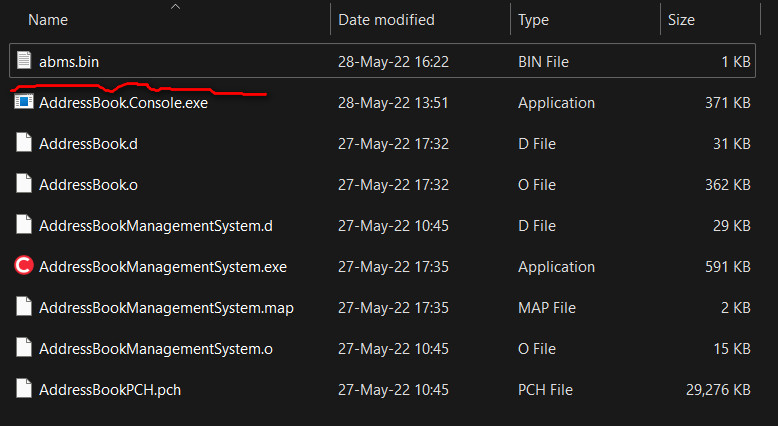 Name Date modified Type Size
abms.bin 28-May-22 16:22 BIN File 1 KB
AddressBook.Console.exe 28-May-22 13:51 Application 371 KB
AddressBook.d 27-May-22 17:32 D File 31 KB
AddressBook.o 27-May-22 17:32 O File 362 KB
AddressBookManagementSystem.d 27-May-22 10:45 D File 29 KB
AddressBookManagementSystem.exe 27-May-22 17:35 Application 591 KB
AddressBookManagementSystem.map 27-May-22 17:35 MAP File 2 KB
AddressBookManagementSystem.o 27-May-22 10:45 O File 15 KB
AddressBookPCH.pch 27-May-22 10:45 PCH File 29,276 KB